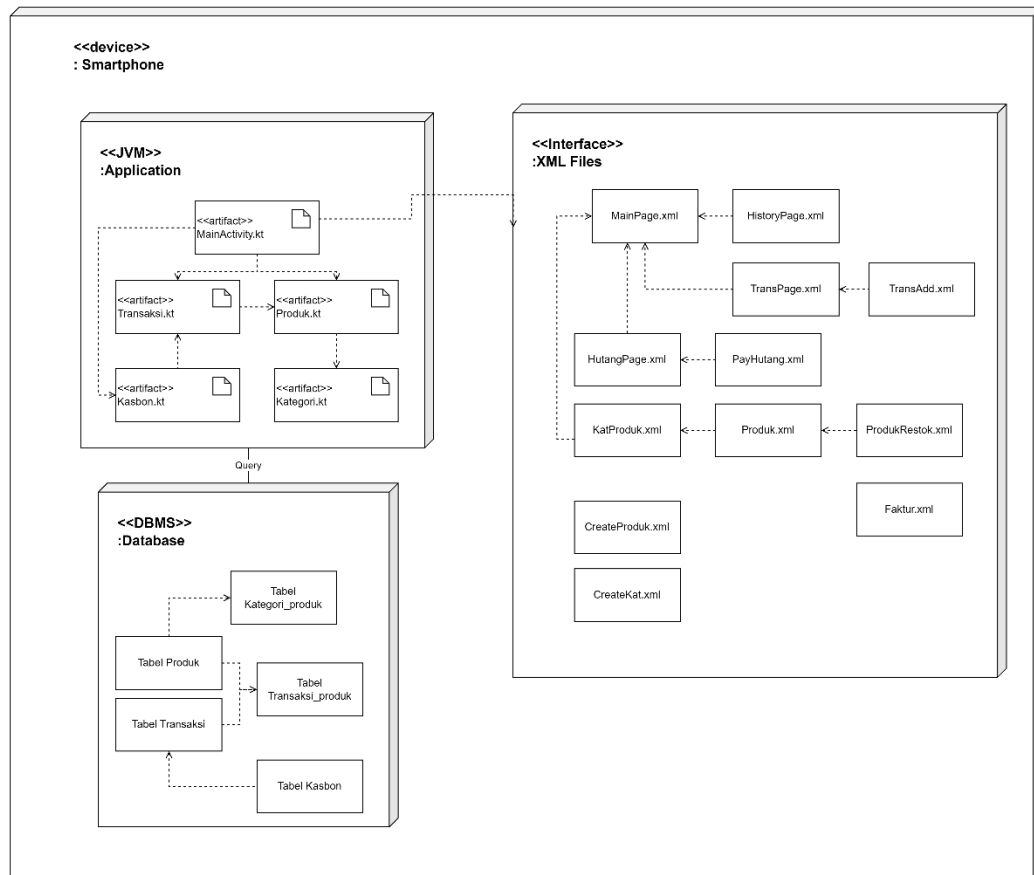 <<device>>
: Smartphone
<<JVM>>
:Application
<<artifact>>
MainActivity.kt
<<artifact>>
Transaksi.kt
<<artifact>>
Produk.kt
<<artifact>>
Kasbon.kt
<<artifact>>
Kategori.kt
Query
<<DBMS>>
:Database
Tabel
Kategori_produk
Tabel Produk
Tabel
Transaksi_produk
Tabel Transaksi
Tabel Kasbon
<<Interface>>
:XML Files
MainPage.xml
HistoryPage.xml
TransPage.xml
TransAdd.xml
HutangPage.xml
PayHutang.xml
KatProduk.xml
Produk.xml
ProdukRestok.xml
Faktur.xml
CreateProduk.xml
CreateKat.xml